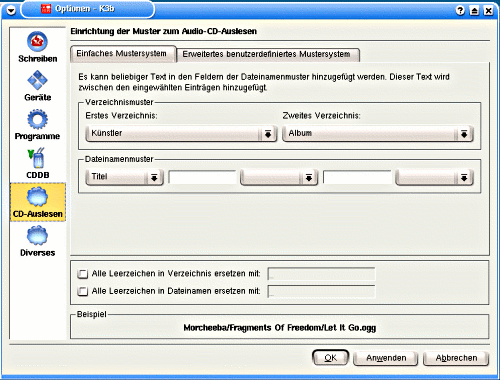 Optionen - K3b
Einrichtung der Muster zum Audio-CD-Auslesen
Schreiben
Geräte
Programme
CDDB
CD-Auslesen
Diverses
Einfaches Mustersystem
Erweitertes benutzerdefiniertes Mustersystem
Es kann beliebiger Text in den Feldern der Dateinamenmuster hinzugefügt werden. Dieser Text wird
zwischen den eingewählten Einträgen hinzugefügt.
Verzeichnismuster
Erstes Verzeichnis: Zweites Verzeichnis:
Künstler Album
Dateinamenmuster
Titel
Alle Leerzeichen in Verzeichnis ersetzen mit: _
Alle Leerzeichen in Dateinamen ersetzen mit: _
Beispiel
Morcheeba/Fragments Of Freedom/Let It Go.ogg
OK Anwenden Abbrechen